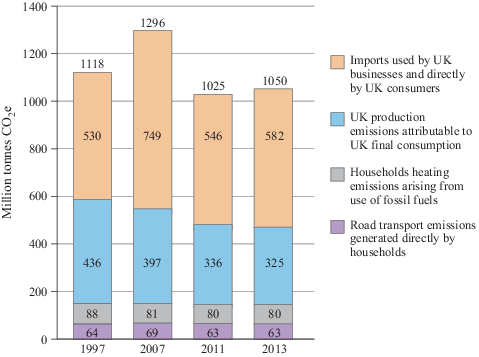 1400
1200
1000
800
600
400
200
0
Million tonnes CO2e
1118
530
436
88
64
1997
1296
749
397
81
69
2007
1025
546
336
80
63
2011
1050
582
325
80
63
2013
Imports used by UK
businesses and directly
by UK consumers
UK production
emissions attributable to
UK final consumption
Households heating
emissions arising from
use of fossil fuels
Road transport emissions
generated directly by
households